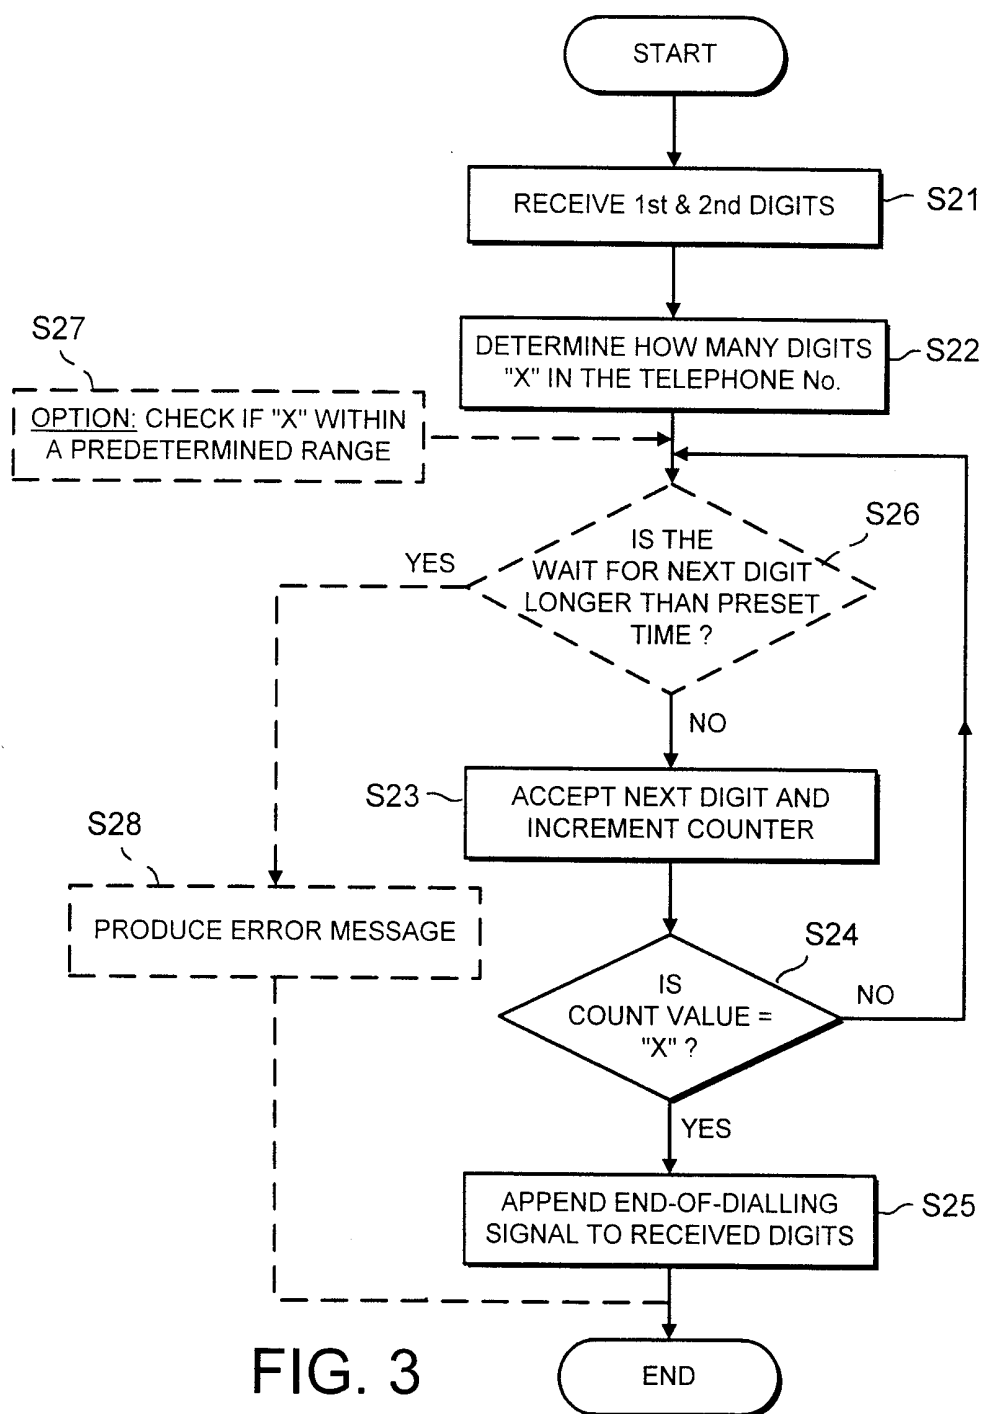 START
RECEIVE 1st & 2nd DIGITS
S21
S27
DETERMINE HOW MANY DIGITS
"X" IN THE TELEPHONE No.
S22
OPTION: CHECK IF "X" WITHIN
A PREDETERMINED RANGE
S26
YES
IS THE
WAIT FOR NEXT DIGIT
LONGER THAN PRESET
TIME ?
NO
S23
ACCEPT NEXT DIGIT AND
INCREMENT COUNTER
S28
PRODUCE ERROR MESSAGE
S24
IS
COUNT VALUE =
"X" ?
NO
YES
APPEND END-OF-DIALLING
SIGNAL TO RECEIVED DIGITS
S25
FIG. 3
END